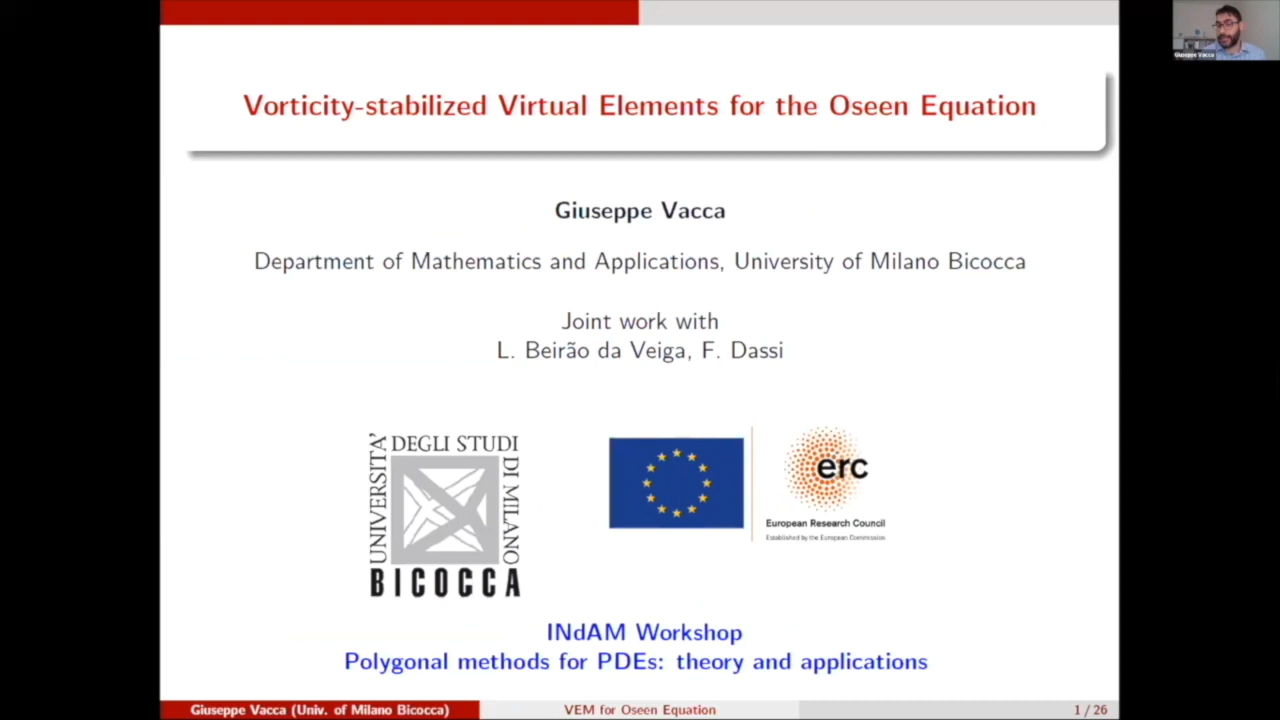 Vorticity-stabilized Virtual Elements for the Oseen Equation
Giuseppe Vacca
Giuseppe Vacca
Department of Mathematics and Applications, University of Milano Bicocca
Joint work with
L. Beirão da Veiga, F. Dassi
UNIVERSITA'
DEGLI STUDI
DI MILANO
BICOCCA
erc
European Research Council
Established by the European Commission
INdAM Workshop
Polygonal methods for PDEs: theory and applications
Giuseppe Vacca (Univ. of Milano Bicocca)
VEM for Oseen Equation
1 / 26